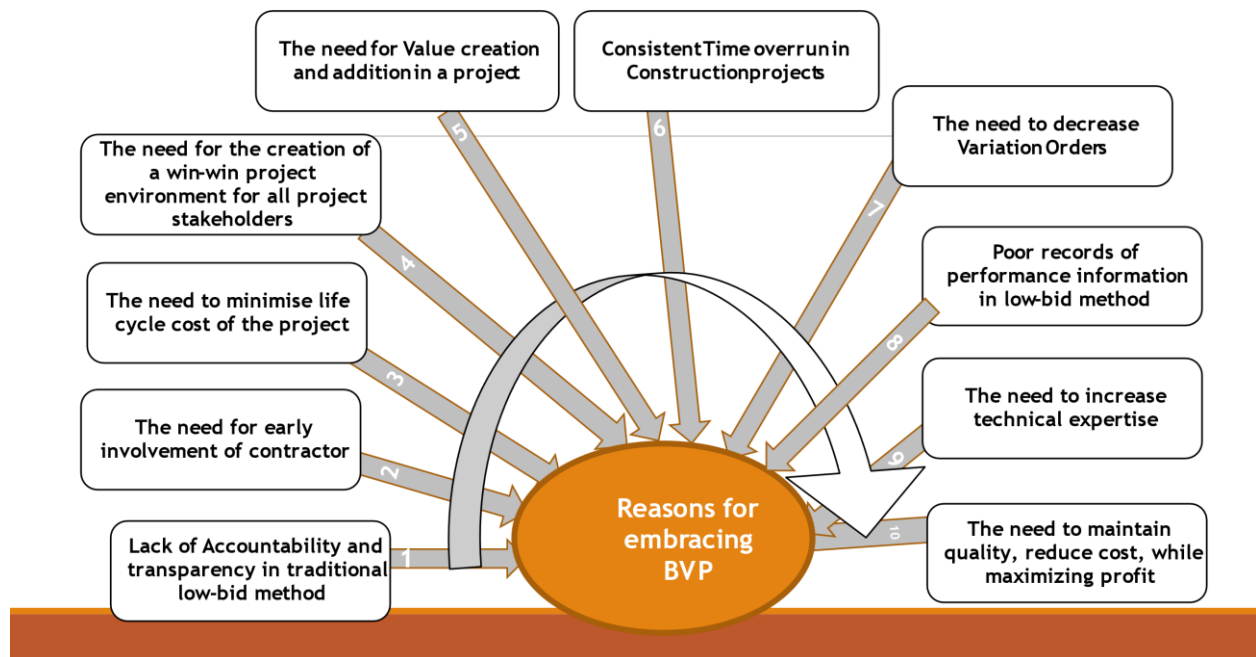 The need for Value creation
and addition in a project
Consistent Time overrun in
Construction projects
The need to decrease
Variation Orders
The need for the creation of
a win-win project
environment for all project
stakeholders
Poor records of
performance information
in low-bid method
The need to minimise life
cycle cost of the project
The need to increase
technical expertise
The need for early
involvement of contractor
The need to maintain
quality, reduce cost, while
maximizing profit
Lack of Accountability and
transparency in traditional
low-bid method
1
2
3
4
5
6
7
8
9
10
Reasons for
embracing
BVP